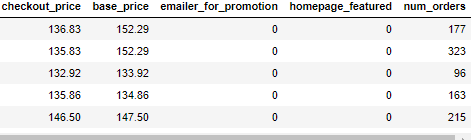 checkout_price base_price emailer_for_promotion homepage_featured num_orders
136.83 152.29 0 0 177
135.83 152.29 0 0 323
132.92 133.92 0 0 96
135.86 134.86 0 0 163
146.50 147.50 0 0 215